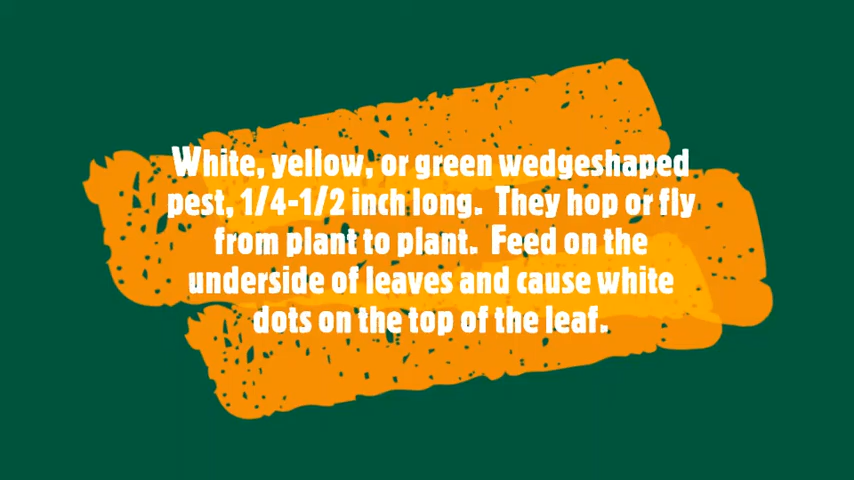 White, yellow, or green wedgeshaped
pest, 1/4-1/2 inch long. They hop or fly
from plant to plant. Feed on the
underside of leaves and cause white
dots on the top of the leaf.